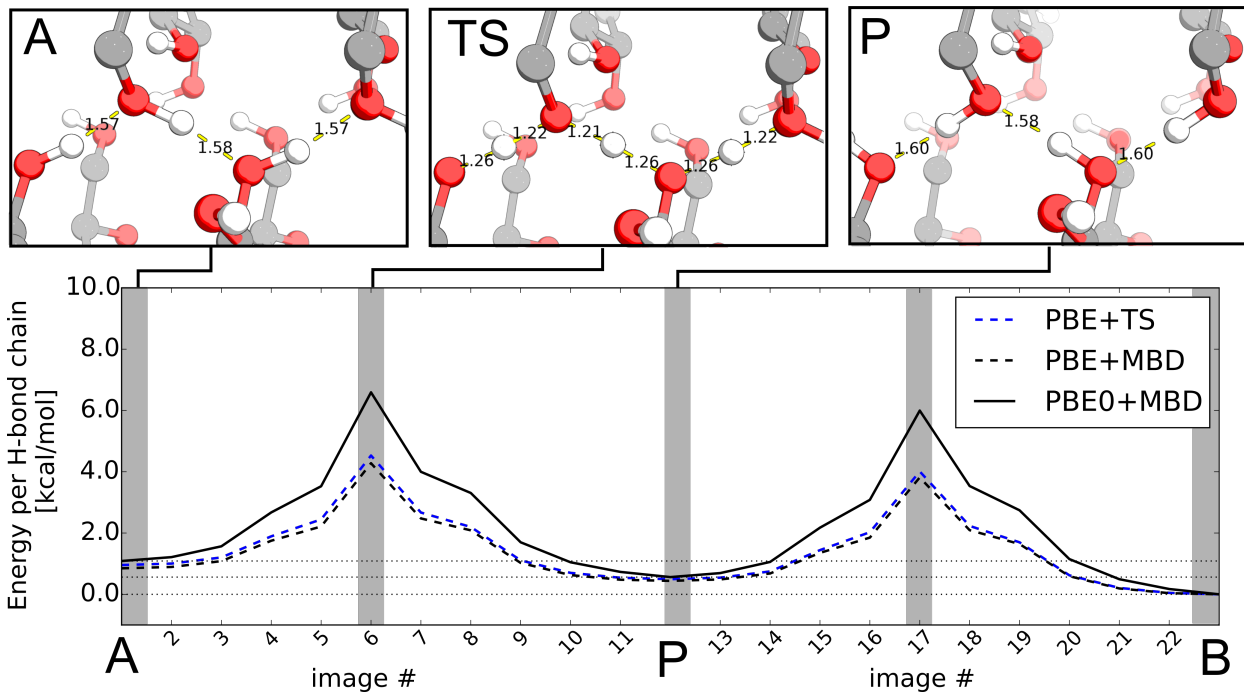 A
TS
P
1.57
1.58
1.57
1.26
1.22
1.21
1.26
1.26
1.22
1.60
1.58
1.60
Energy per H-bond chain
[kcal/mol]
10.0
8.0
6.0
4.0
2.0
0.0
PBE+TS
PBE+MBD
PBE0+MBD
A 2 3 4 5 6 7 8 9 10 11 P 13 14 15 16 17 18 19 20 21 22 B
image # image #